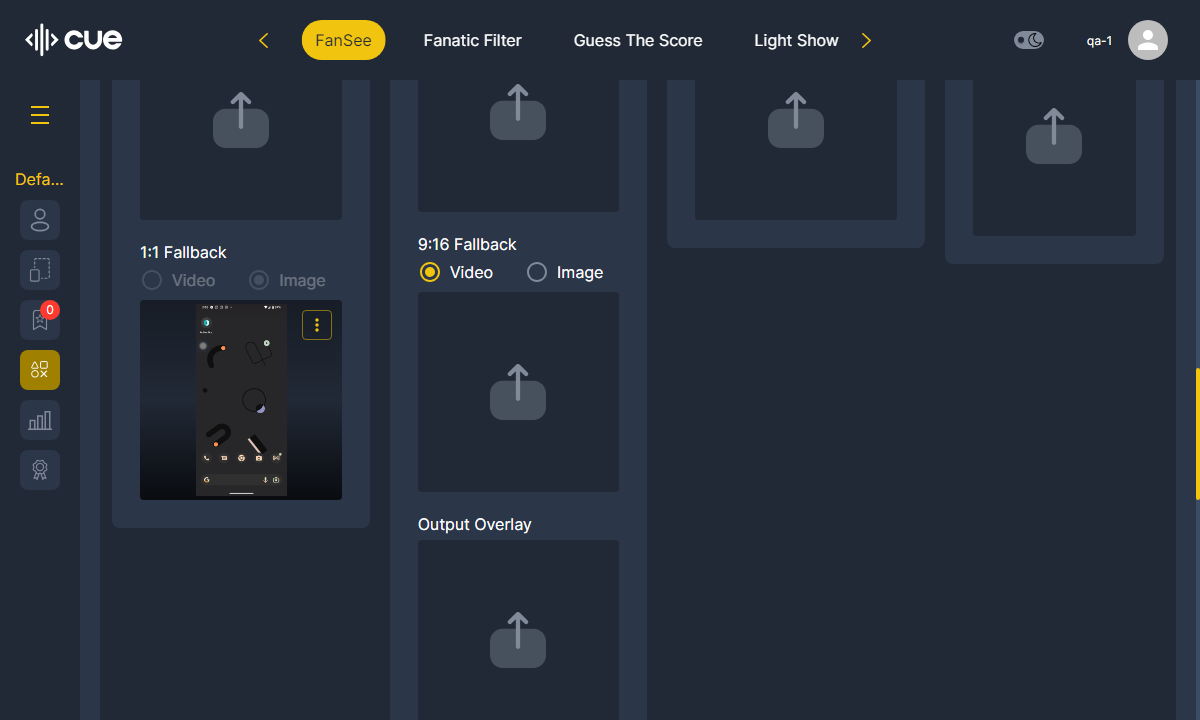 cue
FanSee
Fanatic Filter
Guess The Score
Light Show
qa-1
Defa...
0
1:1 Fallback
Video
Image
9:16 Fallback
Video
Image
Output Overlay